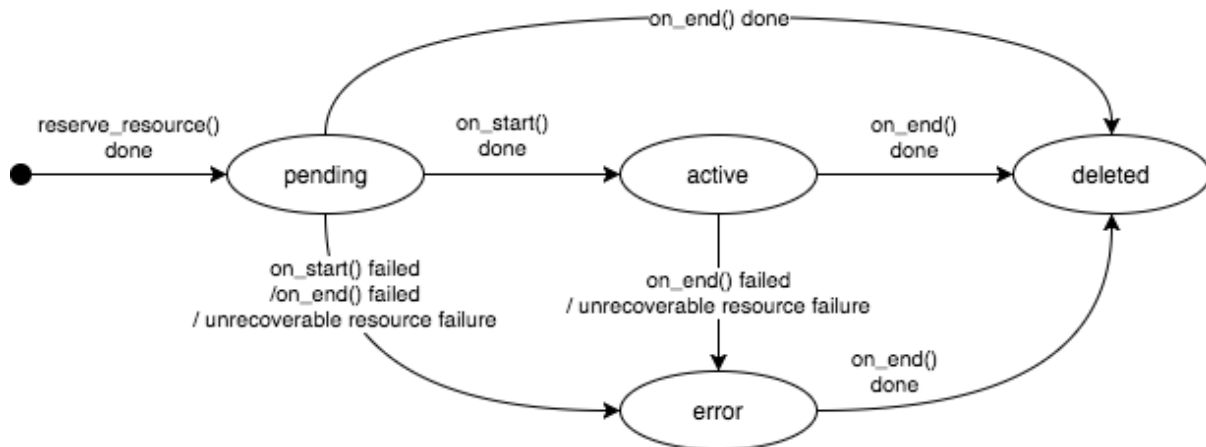 on_end() done
reserve_resource()
done
on_start()
done
on_end()
done
pending
active
deleted
on_start() failed
/on_end() failed
/ unrecoverable resource failure
on_end() failed
/ unrecoverable resource failure
on_end()
done
error